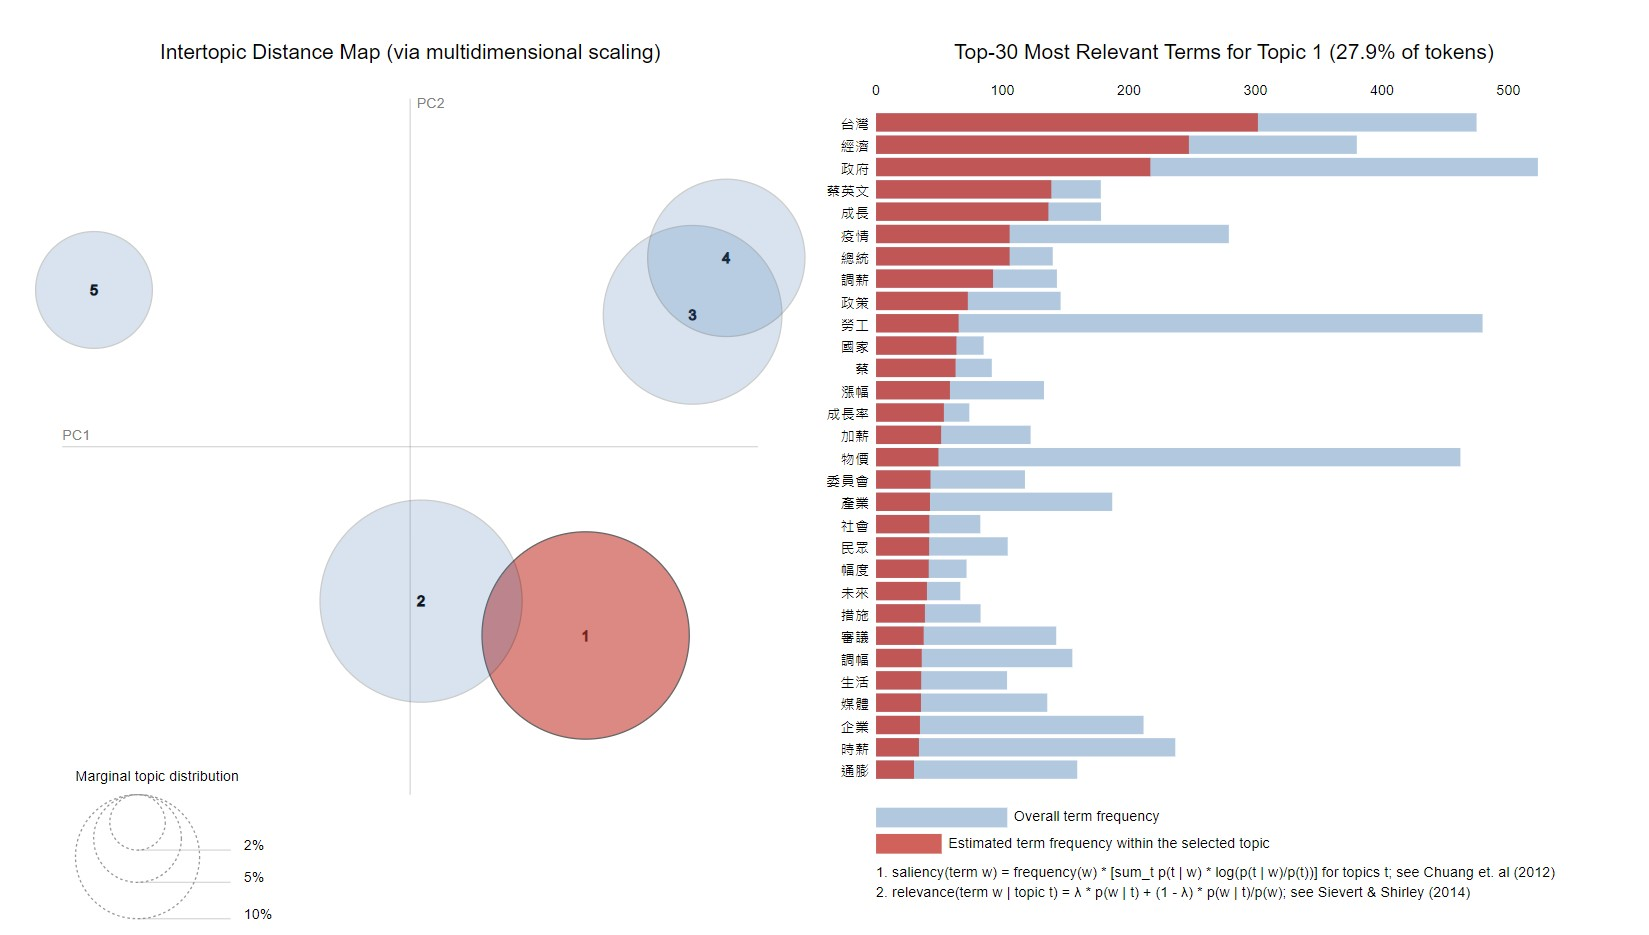 Intertopic Distance Map (via multidimensional scaling)
PC2
PC1
5
4
3
2
1
Marginal topic distribution
2%
5%
10%
Top-30 Most Relevant Terms for Topic 1 (27.9% of tokens)
0 100 200 300 400 500
台灣
經濟
政府
蔡英文
成長
疫情
總統
調薪
政策
勞工
國家
蔡
漲幅
成長率
加薪
物價
委員會
產業
社會
民眾
幅度
未來
措施
審議
調幅
生活
媒體
企業
時薪
通膨
Overall term frequency
Estimated term frequency within the selected topic
1. saliency(term w) = frequency(w) * [sum_t p(t | w) * log(p(t | w)/p(t))] for topics t; see Chuang et. al (2012)
2. relevance(term w | topic t) = λ * p(w | t) + (1 - λ) * p(w | t)/p(w); see Sievert & Shirley (2014)